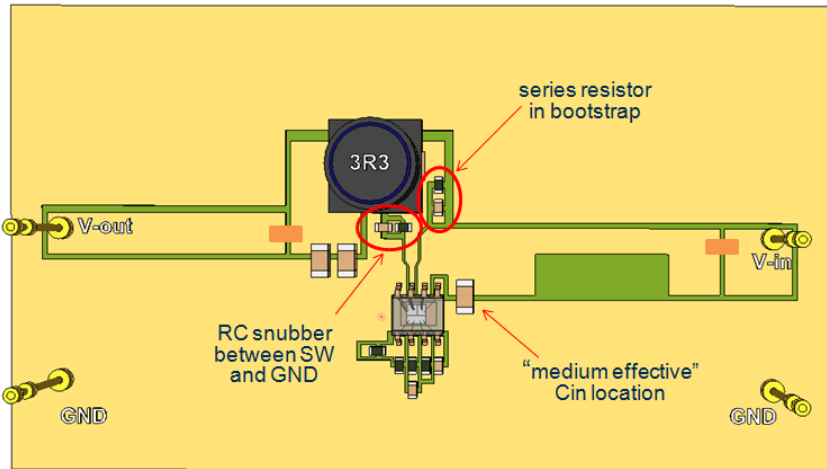 series resistor
in bootstrap
3R3
V-out
V-in
RC snubber
between SW
and GND
“medium effective”
Cin location
GND
GND